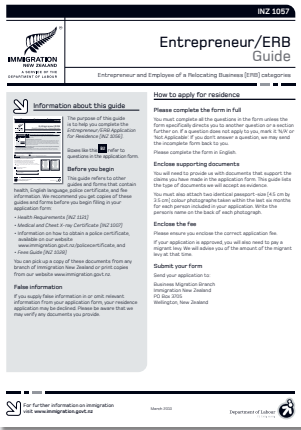 INZ 1057
IMMIGRATION
NEW ZEALAND
A SERVICE OF THE
DEPARTMENT OF LABOUR
Entrepreneur/ERB
Guide
Entrepreneur and Employee of a Relocating Business (ERB) categories
Information about this guide
The purpose of this guide
is to help you complete the
Entrepreneur/ERB Application
for Residence (INZ 1056).
Boxes like this refer to
questions in the application form.
Before you begin
This guide refers to other
guides and forms that contain
health, English language, police certificate, and fee
information. We recommend you get copies of these
guides and forms before you begin filling in your
application form:
• Health Requirements (INZ 1121)
• Medical and Chest X-ray Certificate (INZ 1007)
• Information on how to obtain a police certificate,
available on our website
www.immigration.govt.nz/policecertificate, and
• Fees Guide (INZ 1028)
You can pick up a copy of these documents from any
branch of Immigration New Zealand or print copies
from our website www.immigration.govt.nz.
False information
If you supply false information in or omit relevant
information from your application form, your residence
application may be declined. Please be aware that we
may verify any documents you provide.
How to apply for residence
Please complete the form in full
You must complete all the questions in the form unless the
form specifically directs you to another question or a section
further on. If a question does not apply to you, mark it 'N/A' or
'Not Applicable'. If you don't answer a question, we may send
the incomplete form back to you.
Please complete the form in English.
Enclose supporting documents
You will need to provide us with documents that support the
claims you have made in the application form. This guide lists
the type of documents we will accept as evidence.
You must also attach two identical passport-size (4.5 cm by
3.5 cm) colour photographs taken within the last six months
for each person included in your application. Write the
person's name on the back of each photograph.
Enclose the fee
Please ensure you enclose the correct application fee.
If your application is approved, you will also need to pay a
migrant levy. We will advise you of the amount of the migrant
levy at that time.
Submit your form
Send your application to:
Business Migration Branch
Immigration New Zealand
PO Box 3705
Wellington, New Zealand
For further information on immigration
visit www.immigration.govt.nz
March
Department of Labour